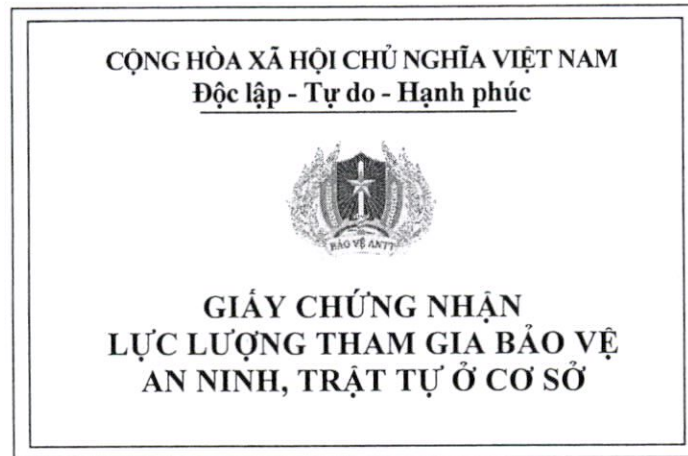 CỘNG HÒA XÃ HỘI CHỦ NGHĨA VIỆT NAM
Độc lập - Tự do - Hạnh phúc
BẢO VỆ ANTT
GIẤY CHỨNG NHẬN
LỰC LƯỢNG THAM GIA BẢO VỆ
AN NINH, TRẬT TỰ Ở CƠ SỞ